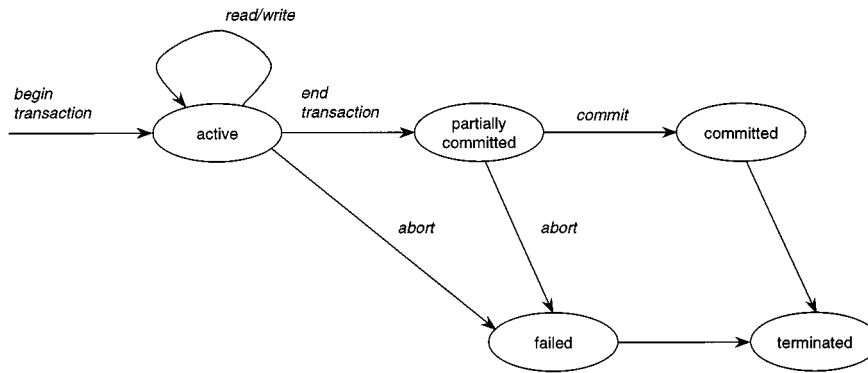 read/write
begin
transaction
end
transaction
active
partially
committed
commit
committed
abort
abort
failed
terminated